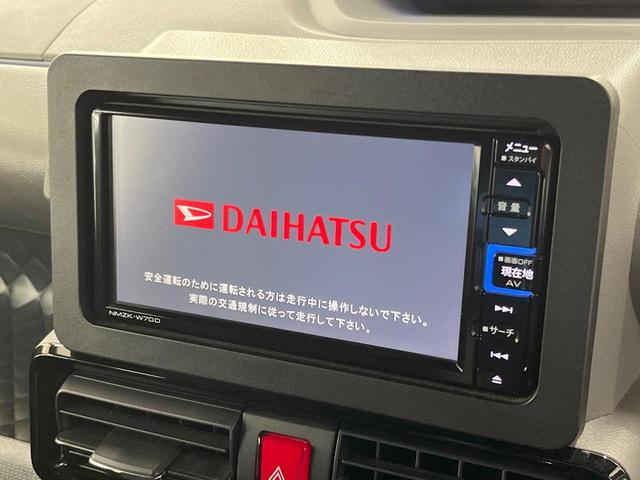 DAIHATSU
安全運転のために運転される方は走行中に操作しないで下さい。
実際の交通規制に従って走行して下さい。
NMZK-W70D
メニュー
スタンバイ
音量
画面OFF
現在地
AV
サーチ